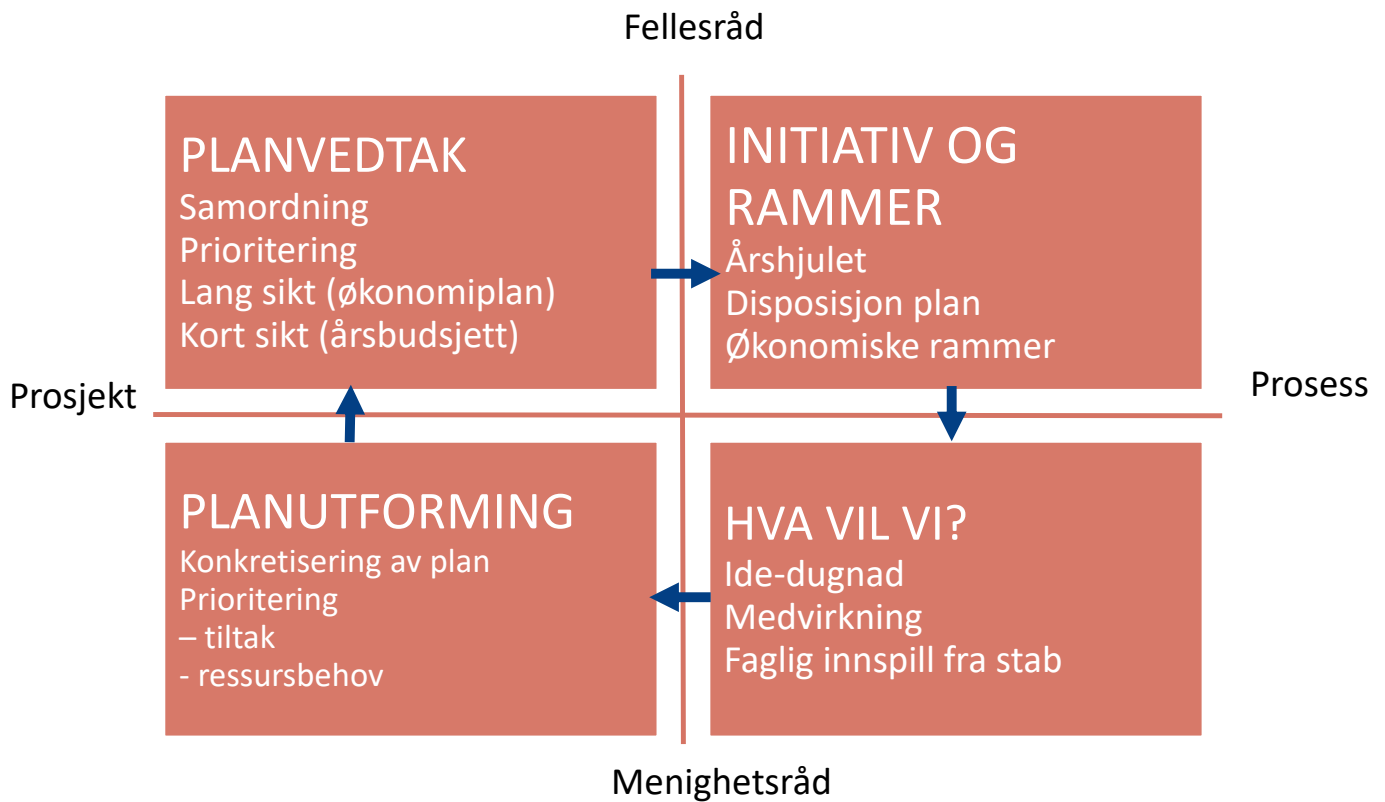 Fellesråd
PLANVEDTAK
Samordning
Prioritering
Lang sikt (økonomiplan)
Kort sikt (årsbudsjett)
INITIATIV OG
RAMMER
Årshjulet
Disposisjon plan
Økonomiske rammer
Prosjekt
Prosess
PLANUTFORMING
Konkretisering av plan
Prioritering
– tiltak
- ressursbehov
HVA VIL VI?
Ide-dugnad
Medvirkning
Faglig innspill fra stab
Menighetsråd